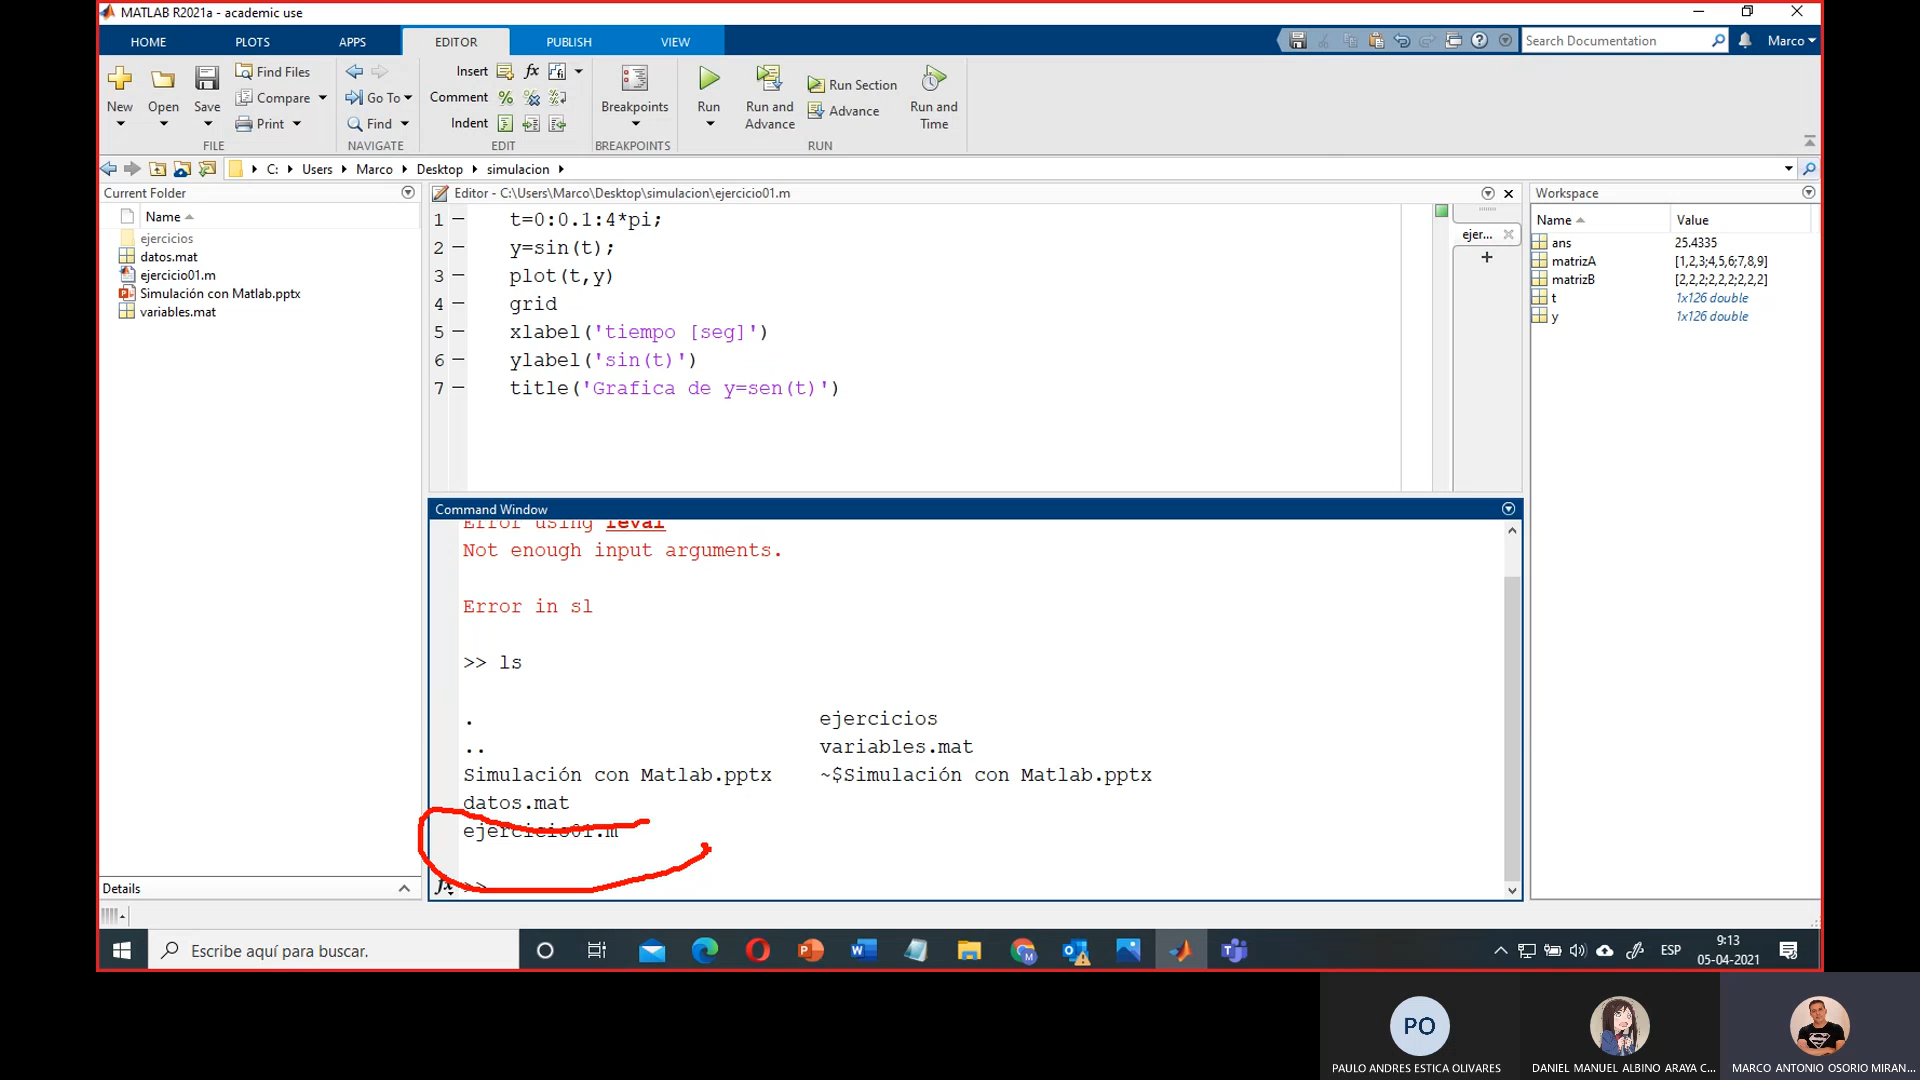 MATLAB R2021a - academic use
HOME PLOTS APPS EDITOR PUBLISH VIEW
Search Documentation
Marco
New Open Save
Find Files
Compare
Print
FILE
Go To
Find
NAVIGATE
Insert
Comment
Indent
EDIT
Breakpoints
BREAKPOINTS
Run
Run and Advance
Run Section
Advance
Run and Time
RUN
C: Users Marco Desktop simulacion
Current Folder
Name
ejercicios
datos.mat
ejercicio01.m
Simulación con Matlab.pptx
variables.mat
Details
Editor - C:\Users\Marco\Desktop\simulacion\ejercicio01.m
ejer...
1 t=0:0.1:4*pi;
2 y=sin(t);
3 plot(t,y)
4 grid
5 xlabel('tiempo [seg]')
6 ylabel('sin(t)')
7 title('Grafica de y=sen(t)')
Command Window
Error using feval
Not enough input arguments.
Error in sl
>> ls
. ejercicios
.. variables.mat
Simulación con Matlab.pptx ~$Simulación con Matlab.pptx
datos.mat
ejercicio01.m
fx >>
Workspace
Name Value
ans 25.4335
matrizA [1,2,3;4,5,6;7,8,9]
matrizB [2,2,2;2,2,2;2,2,2]
t 1x126 double
y 1x126 double
Escribe aquí para buscar.
ESP
9:13
05-04-2021
PO
PAULO ANDRES ESTICA OLIVARES
DANIEL MANUEL ALBINO ARAYA C...
MARCO ANTONIO OSORIO MIRAN...